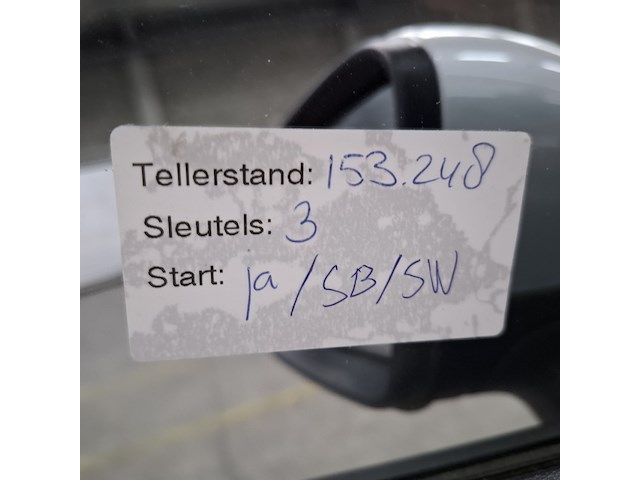 Tellerstand: 153.248
Sleutels: 3
Start: ja/SB/SW